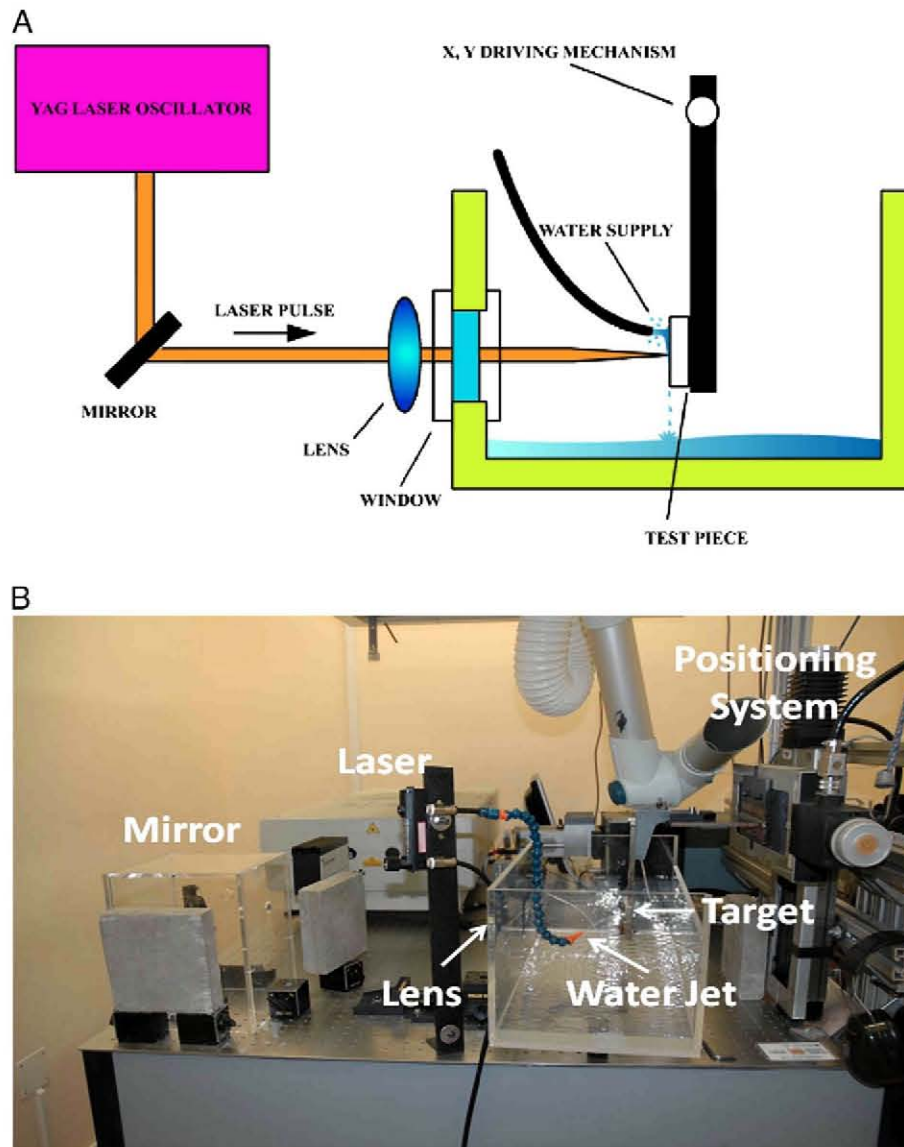 A
X, Y DRIVING MECHANISM
YAG LASER OSCILLATOR
WATER SUPPLY
LASER PULSE
MIRROR
LENS
WINDOW
TEST PIECE
B
Positioning
System
Laser
Mirror
Target
Lens
Water Jet